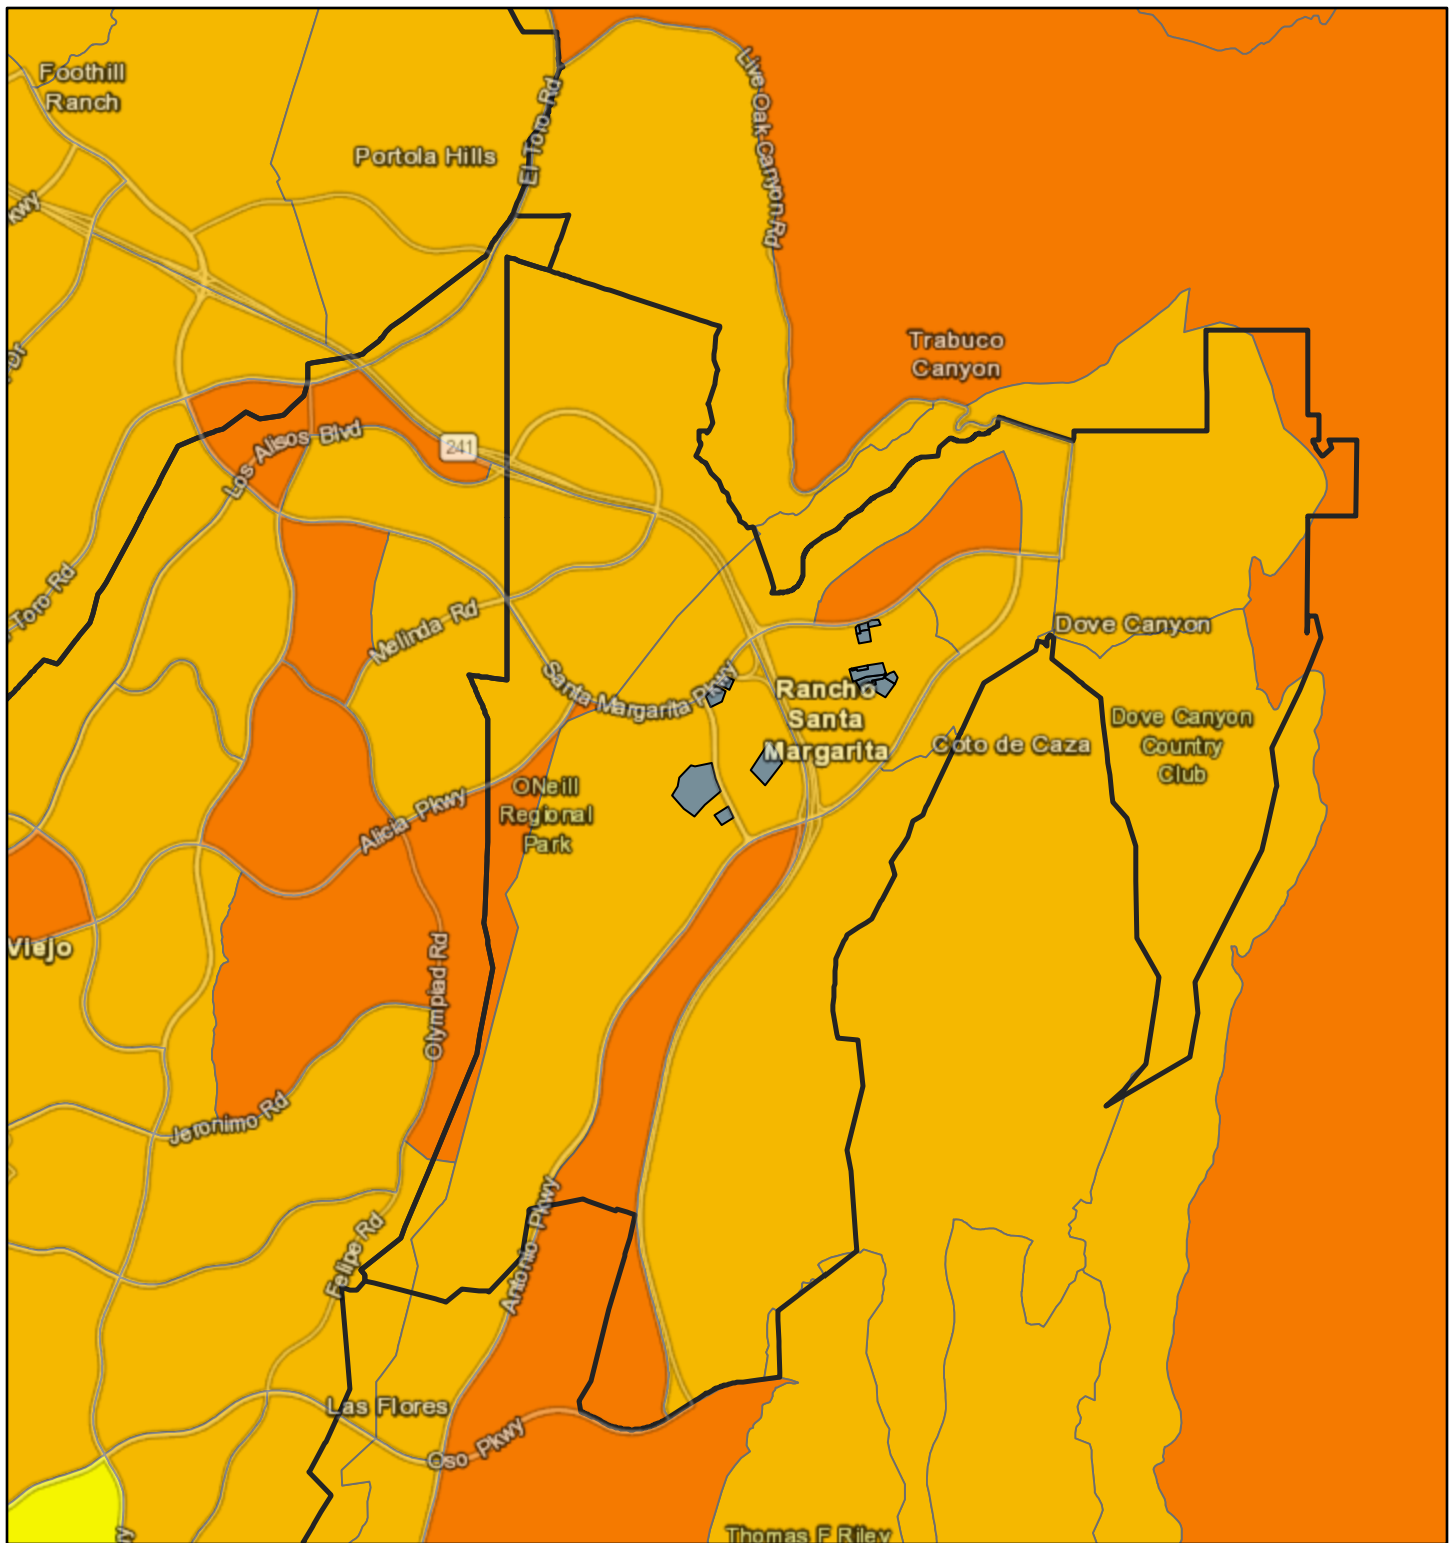 Foothill
Ranch
Portola Hills
El Toro Rd
Live Oak Canyon Rd
kwy
Dr
Trabuco
Canyon
Los Alisos Blvd
241
Toro Rd
Melinda Rd
Dove Canyon
Santa Margarita Pkwy
Rancho
Santa
Margarita
Dove Canyon
Country
Club
Coto de Caza
ONeill
Regional
Park
Alicia Pkwy
Viejo
Olympiad Rd
Jeronimo Rd
Felipe Rd
Antonio Pkwy
Las Flores
Oso Pkwy
Thomas F Riley